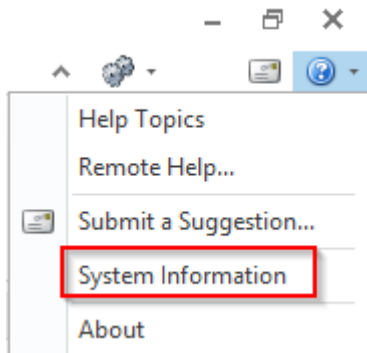 Help Topics
Remote Help...
Submit a Suggestion...
System Information
About